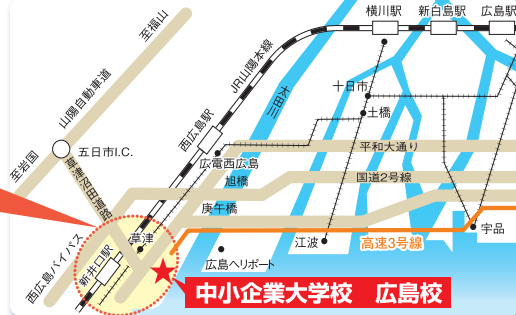 横川駅
新白島駅
広島駅
至福山
山陽自動車道
JR山陽本線
太田川
十日市
土橋
西広島駅
広電西広島
平和大通り
国道2号線
至岩国
五日市I.C.
草津沼田道路
旭橋
庚午橋
草津
江波
宇品
高速3号線
広島ヘリポート
新井口駅
西広島バイパス
中小企業大学校 広島校